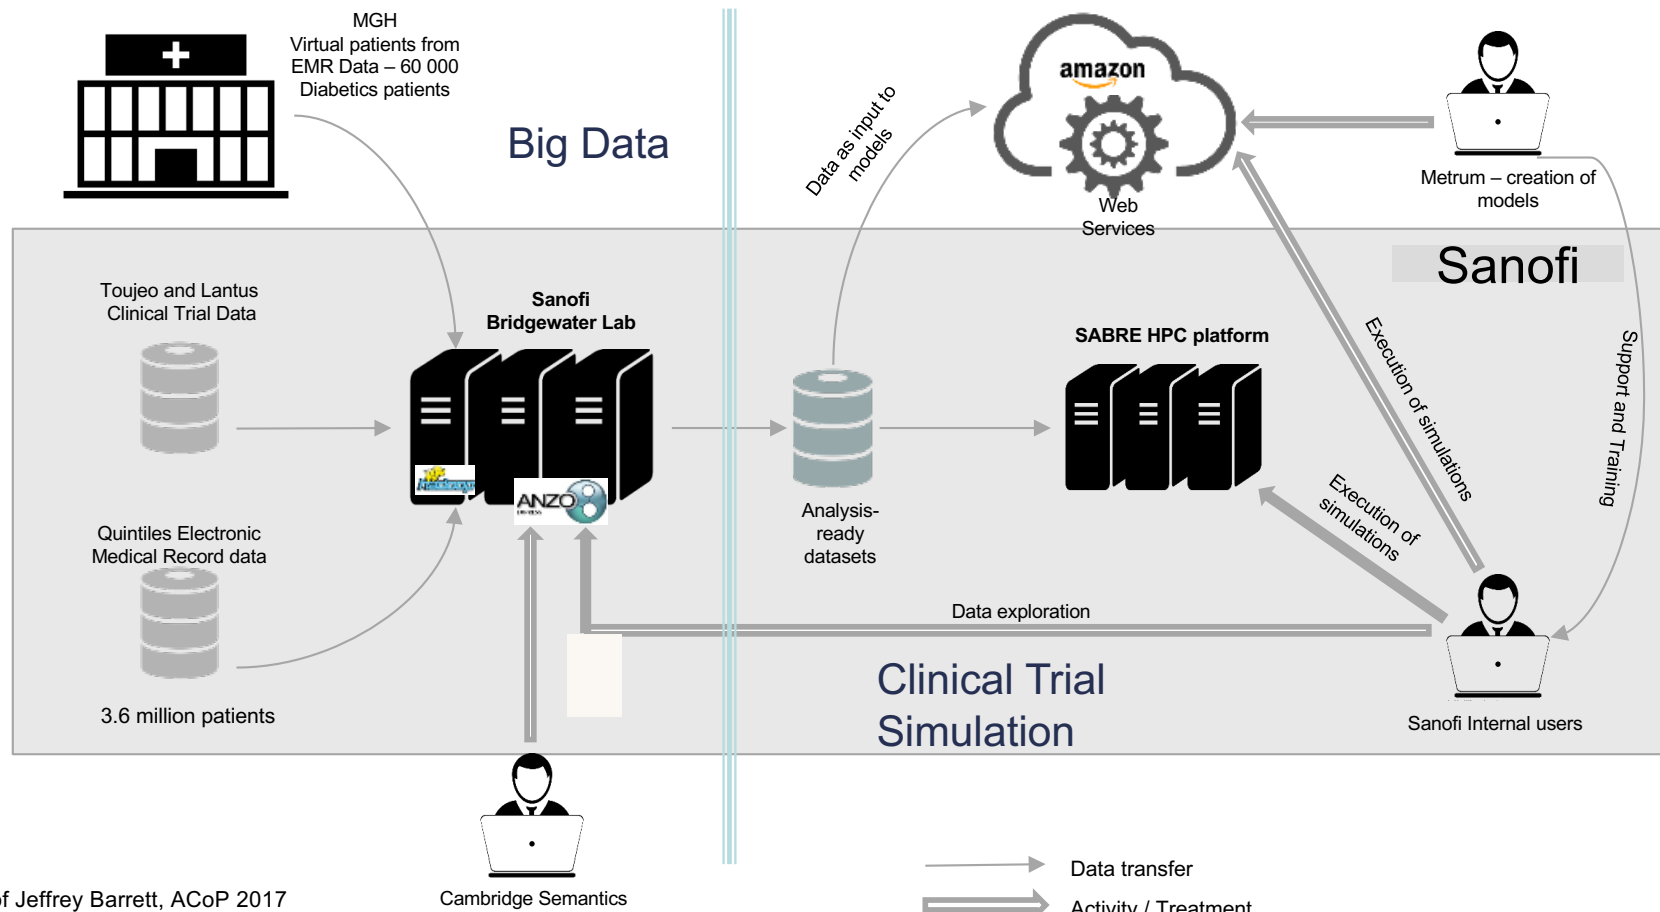 MGH
Virtual patients from
EMR Data – 60 000
Diabetics patients
Big Data
Data as input to
models
amazon
Web
Services
Metrum – creation of
models
Sanofi
Toujeo and Lantus
Clinical Trial Data
Sanofi
Bridgewater Lab
SABRE HPC platform
Execution of simulations
Support and Training
ANZO
Analysis-
ready
datasets
Execution of
simulations
Quintiles Electronic
Medical Record data
Data exploration
3.6 million patients
Clinical Trial
Simulation
Sanofi Internal users
Cambridge Semantics
Data transfer
Activity / Treatment
of Jeffrey Barrett, ACoP 2017